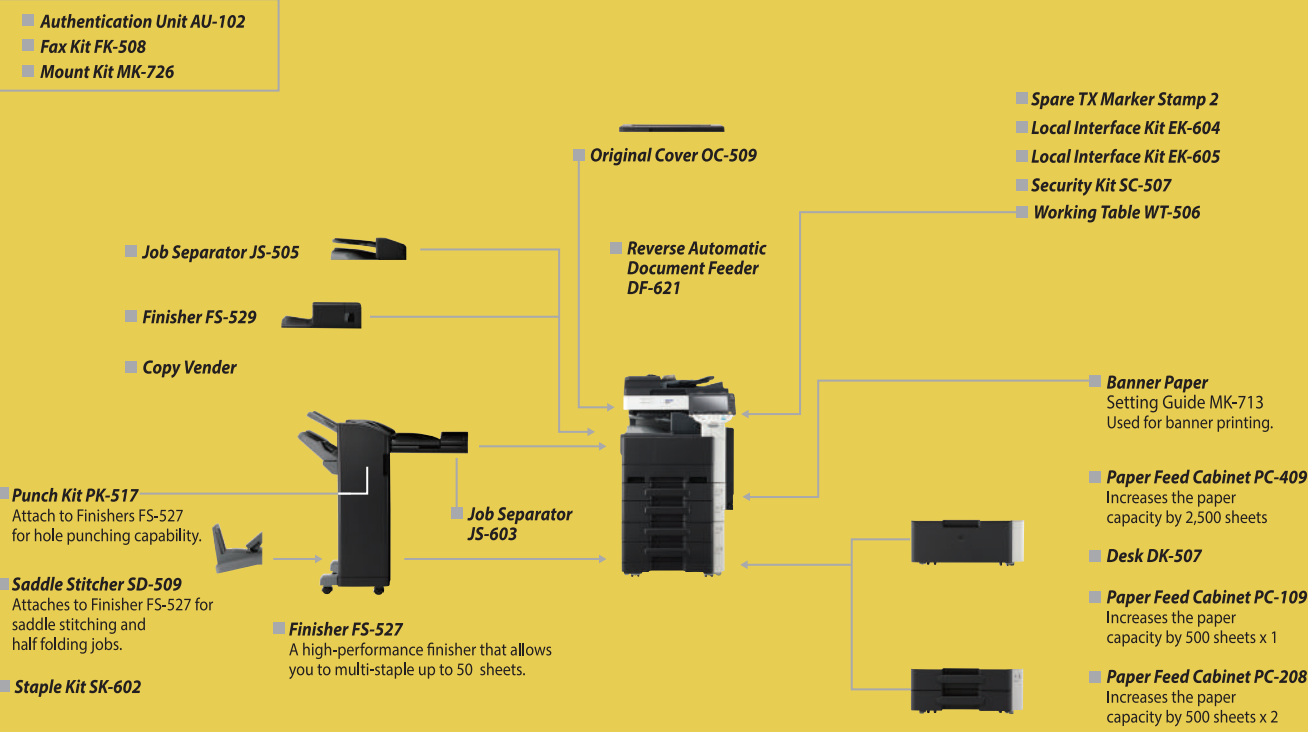 Authentication Unit AU-102
Fax Kit FK-508
Mount Kit MK-726
Spare TX Marker Stamp 2
Local Interface Kit EK-604
Local Interface Kit EK-605
Security Kit SC-507
Working Table WT-506
Original Cover OC-509
Job Separator JS-505
Reverse Automatic
Document Feeder
DF-621
Finisher FS-529
Copy Vender
Banner Paper
Setting Guide MK-713
Used for banner printing.
Punch Kit PK-517
Attach to Finishers FS-527
for hole punching capability.
Job Separator
JS-603
Paper Feed Cabinet PC-409
Increases the paper
capacity by 2,500 sheets
Desk DK-507
Saddle Stitcher SD-509
Attaches to Finisher FS-527 for
saddle stitching and
half folding jobs.
Paper Feed Cabinet PC-109
Increases the paper
capacity by 500 sheets x 1
Finisher FS-527
A high-performance finisher that allows
you to multi-staple up to 50 sheets.
Staple Kit SK-602
Paper Feed Cabinet PC-208
Increases the paper
capacity by 500 sheets x 2